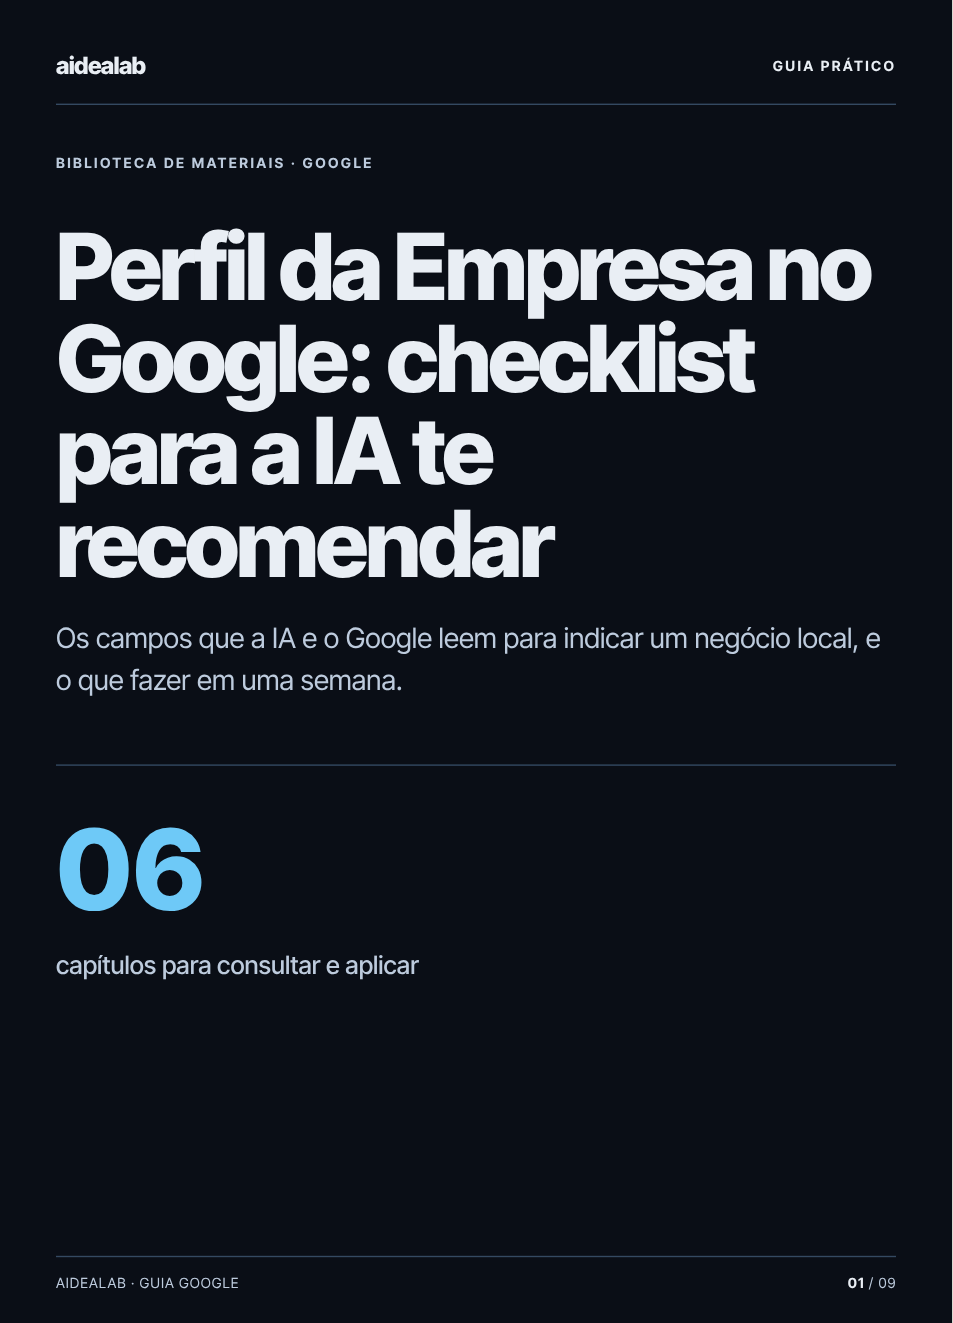 aidealab
GUIA PRÁTICO
BIBLIOTECA DE MATERIAIS · GOOGLE
Perfil da Empresa no
Google: checklist
para a IA te
recomendar
Os campos que a IA e o Google leem para indicar um negócio local, e
o que fazer em uma semana.
06
capítulos para consultar e aplicar
AIDEALAB · GUIA GOOGLE
01 / 09